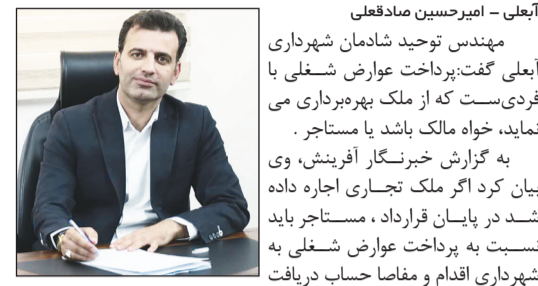 آبعلی - امیرحسین صادقعلی
مهندس توحید شادمان شهرداری
آبعلی گفت:پرداخت عوارض شغلی با
فردی‌ست که از ملک بهره‌برداری می
نماید، خواه مالک باشد یا مستاجر .
به گزارش خبرنگار آفرینش، وی
بیان کرد اگر ملک تجاری اجاره داده
شد در پایان قرارداد ، مستاجر باید
نسبت به پرداخت عوارض شغلی به
شهرداری اقدام و مفاصا حساب دریافت